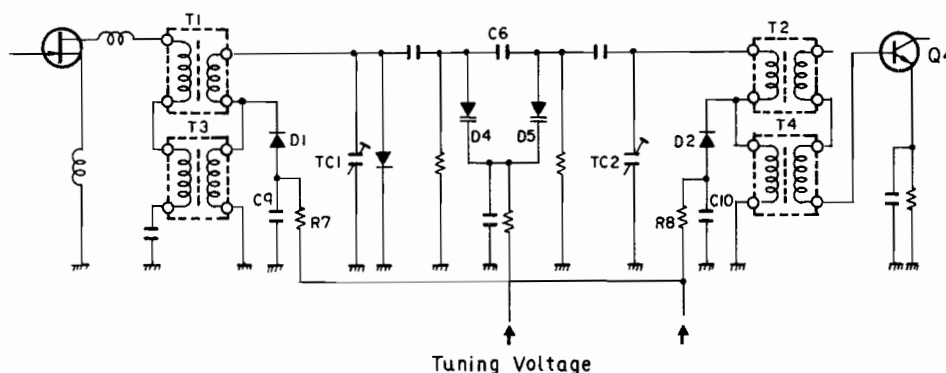 T1
C6
T2
Q4
D4
D5
T3
D1
TC1
TC2
D2
T4
C9
R7
R8
C10
Tuning Voltage